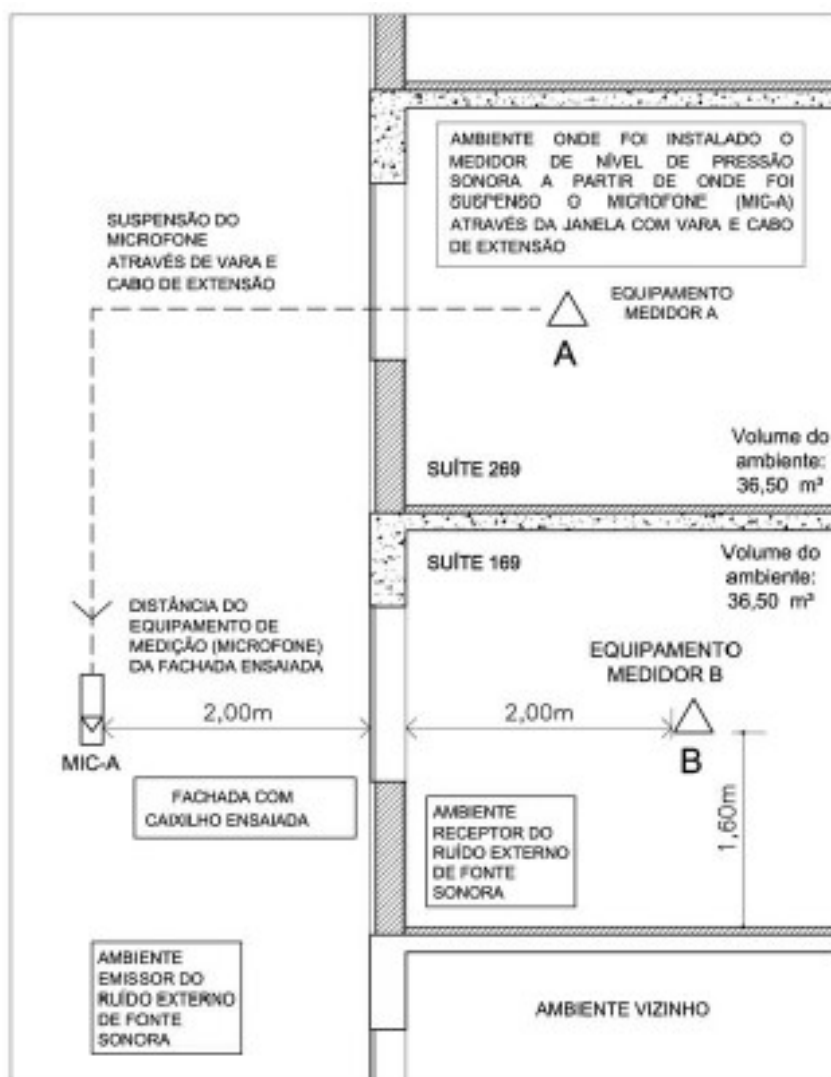 AMBIENTE ONDE FOI INSTALADO O
MEDIDOR DE NÍVEL DE PRESSÃO
SONORA A PARTIR DE ONDE FOI
SUSPENSO O MICROFONE (MIC-A)
ATRAVÉS DA JANELA COM VARA E CABO
DE EXTENSÃO
SUSPENSÃO DO
MICROFONE
ATRAVÉS DE VARA E
CABO DE EXTENSÃO
EQUIPAMENTO
MEDIDOR A
A
Volume do
ambiente:
36,50 m³
SUÍTE 269
SUÍTE 169
Volume do
ambiente:
36,50 m³
DISTÂNCIA DO
EQUIPAMENTO DE
MEDIÇÃO (MICROFONE)
DA FACHADA ENSAIADA
EQUIPAMENTO
MEDIDOR B
2,00m
2,00m
B
MIC-A
1,60m
FACHADA COM
CAIXILHO ENSAIADA
AMBIENTE
RECEPTOR DO
RUÍDO EXTERNO
DE FONTE
SONORA
AMBIENTE
EMISSOR DO
RUÍDO EXTERNO
DE FONTE
SONORA
AMBIENTE VIZINHO